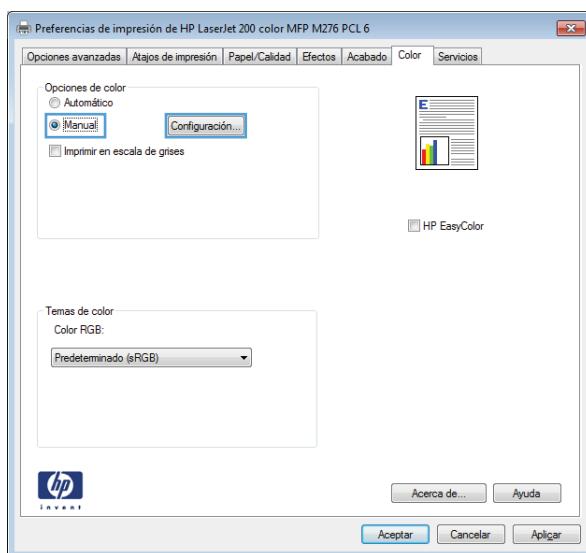 Preferencias de impresión de HP LaserJet 200 color MFP M276 PCL 6
Opciones avanzadas Atajos de impresión Papel/Calidad Efectos Acabado Color Servicios
Opciones de color
Automático
Manual Configuración...
Imprimir en escala de grises
E
HP EasyColor
Temas de color
Color RGB:
Predeterminado (sRGB)
hp
invent
Acerca de... Ayuda
Aceptar Cancelar Aplicar